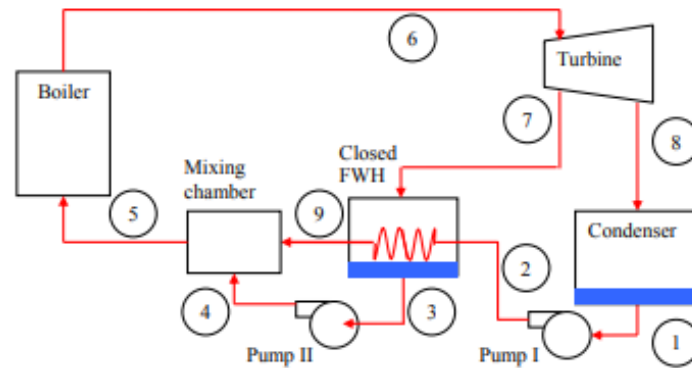 6
Turbine
Boiler
7
8
Closed
FWH
Mixing
chamber
5
9
Condenser
2
4
3
1
Pump II
Pump I